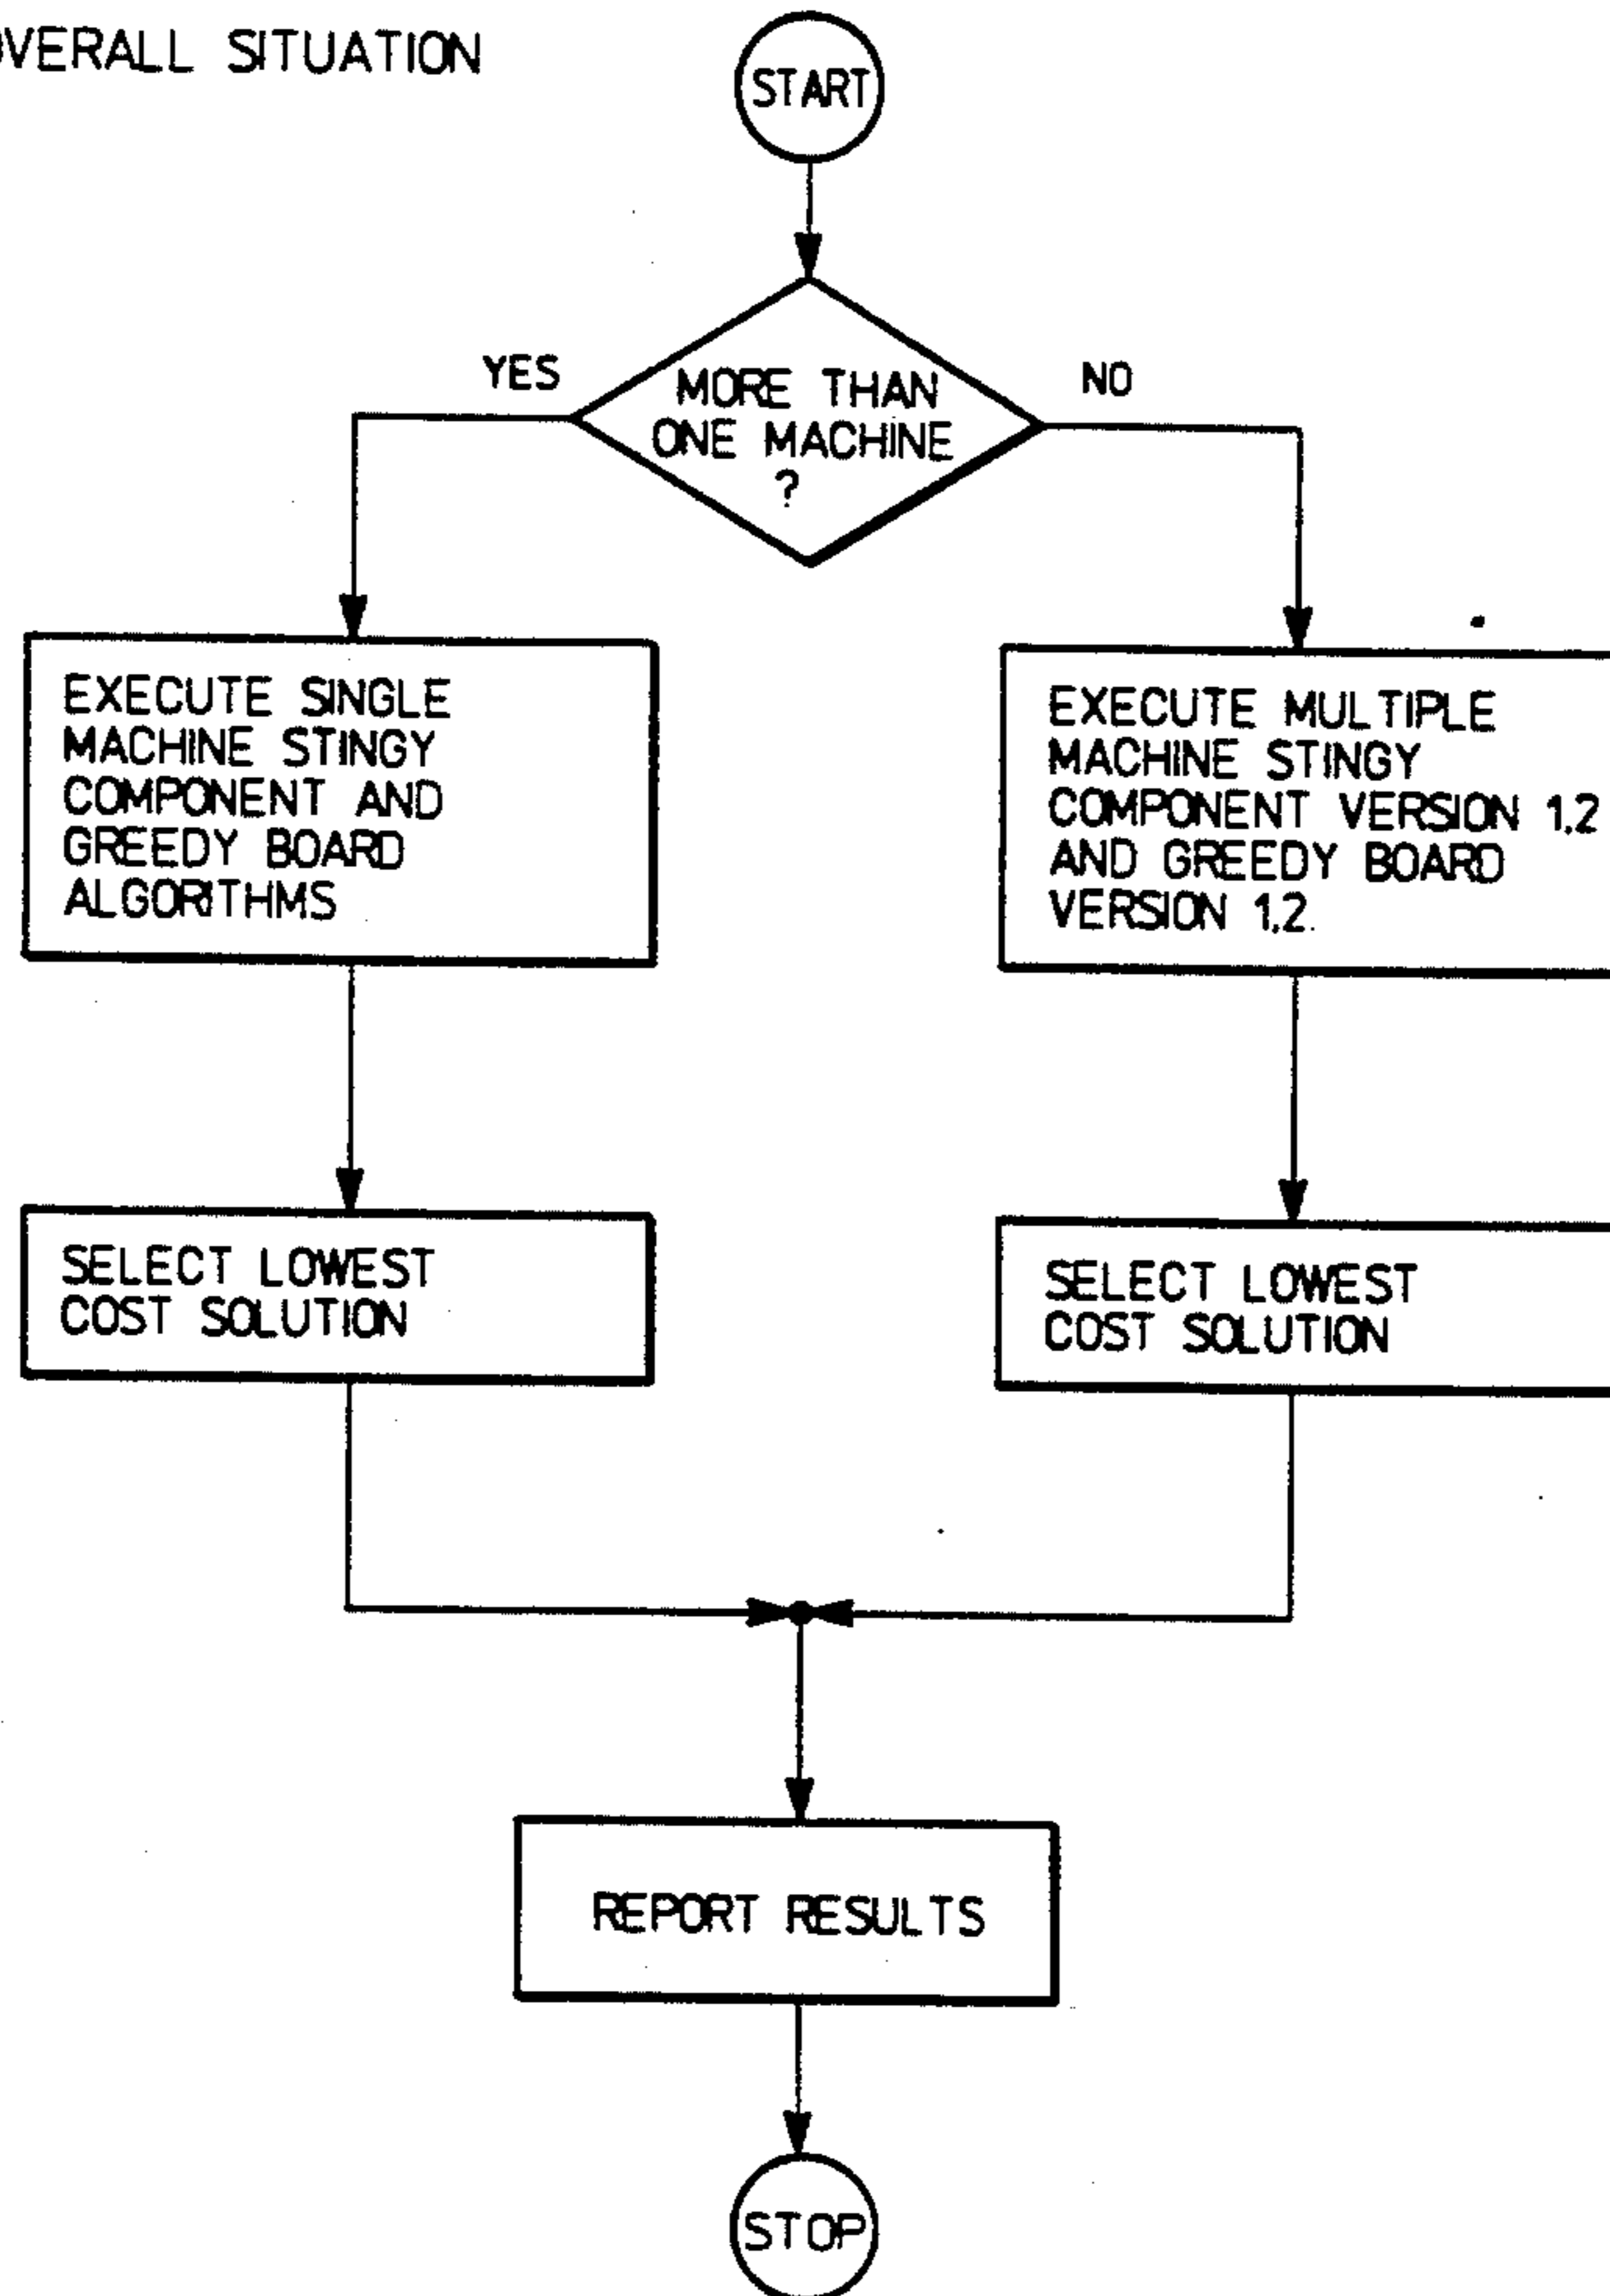 OVERALL SITUATION
START
YES
MORE THAN
ONE MACHINE
?
NO
EXECUTE SINGLE
MACHINE STINGY
COMPONENT AND
GREEDY BOARD
ALGORITHMS
EXECUTE MULTIPLE
MACHINE STINGY
COMPONENT VERSION 1,2
AND GREEDY BOARD
VERSION 1,2.
SELECT LOWEST
COST SOLUTION
SELECT LOWEST
COST SOLUTION
REPORT RESULTS
STOP